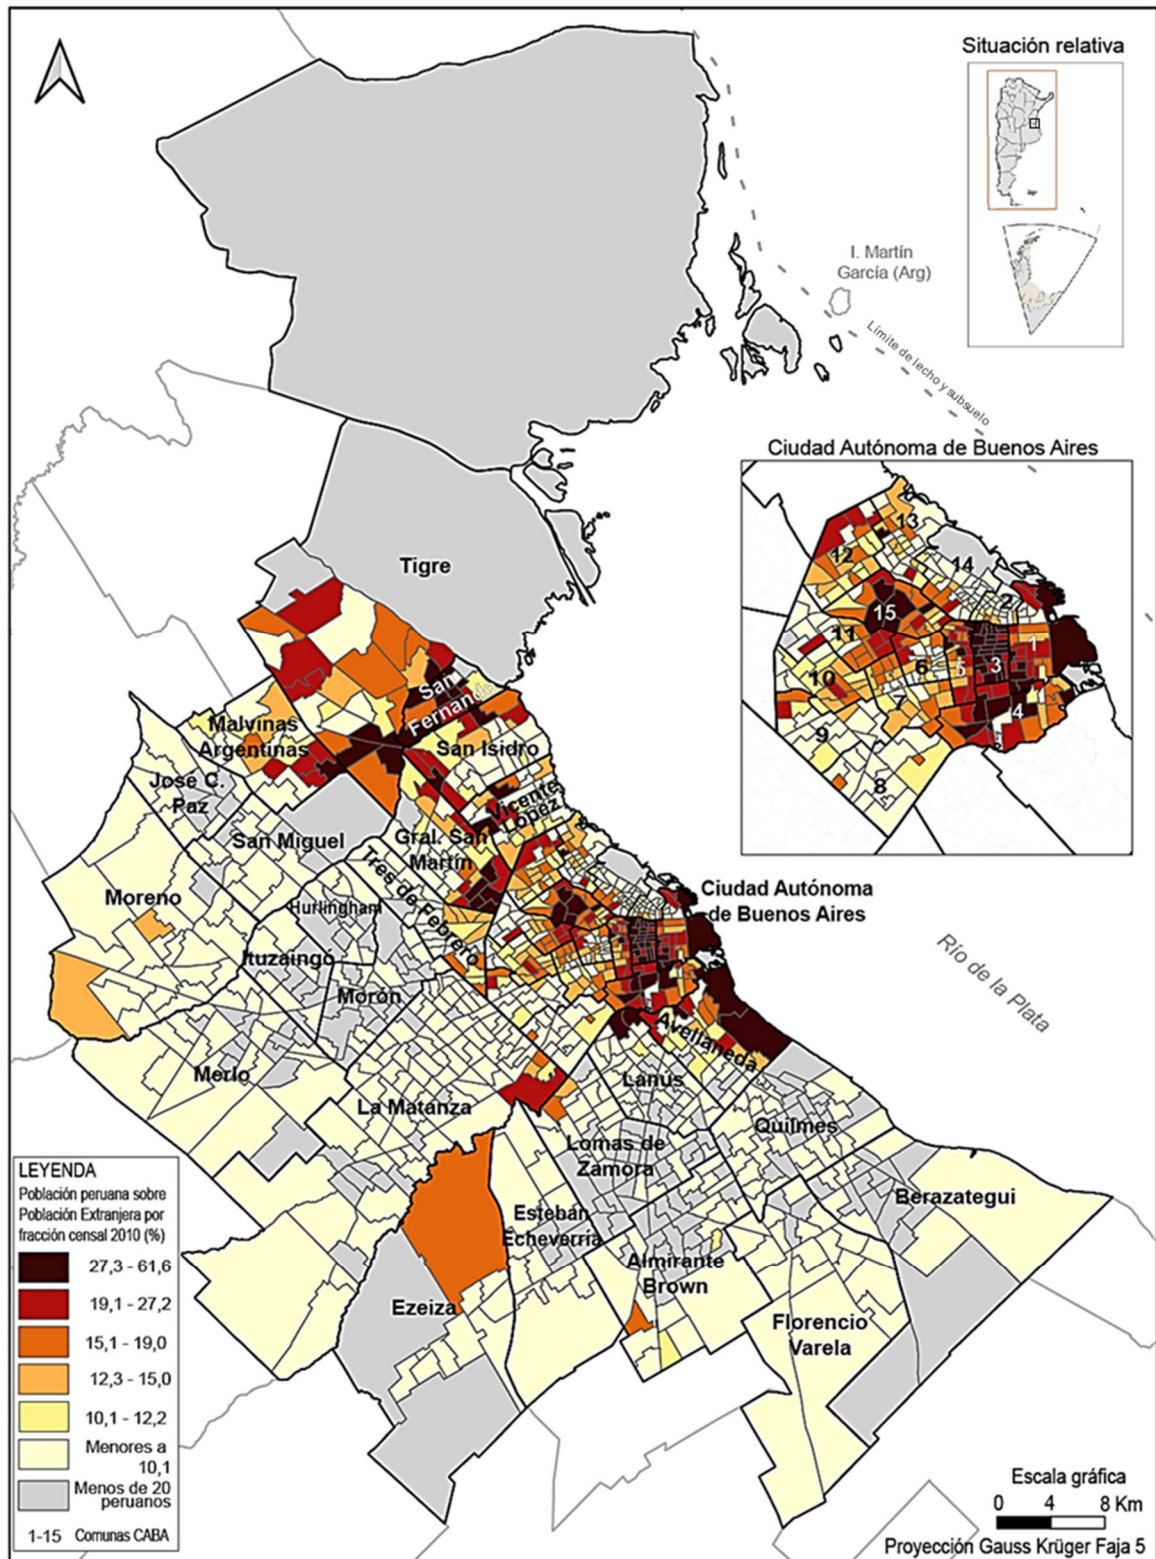 Situación relativa
I. Martín
García (Arg)
Límite de lecho y subsuelo
Ciudad Autónoma de Buenos Aires
13
12
14
2
15
1
11
6
5
3
10
7
4
9
8
Tigre
San
Fernando
Malvinas
Argentinas
San Isidro
José C.
Paz
Vicente
López
San Miguel
Gral. San
Martín
Tres de Febrero
Moreno
Hurlingham
Ciudad Autónoma
de Buenos Aires
Ituzaingó
Río de la Plata
Morón
Avellaneda
Merlo
Lanús
La Matanza
Quilmes
Lomas de
Zamora
Berazategui
Esteban
Echeverría
Almirante
Brown
Ezeiza
Florencio
Varela
LEYENDA
Población peruana sobre
Población Extranjera por
fracción censal 2010 (%)
27,3 - 61,6
19,1 - 27,2
15,1 - 19,0
12,3 - 15,0
10,1 - 12,2
Menores a
10,1
Menos de 20
peruanos
1-15 Comunas CABA
Escala gráfica
0 4 8 Km
Proyección Gauss Krüger Faja 5